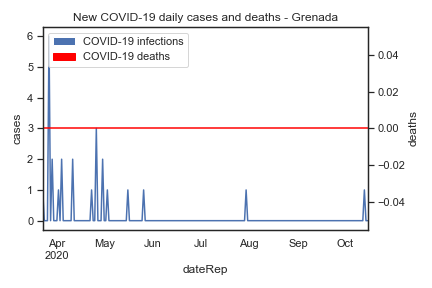 New COVID-19 daily cases and deaths - Grenada
COVID-19 infections
COVID-19 deaths
6
5
4
3
2
1
0
cases
0.04
0.02
0.00
−0.02
−0.04
deaths
Apr
2020
May
Jun
Jul
Aug
Sep
Oct
dateRep